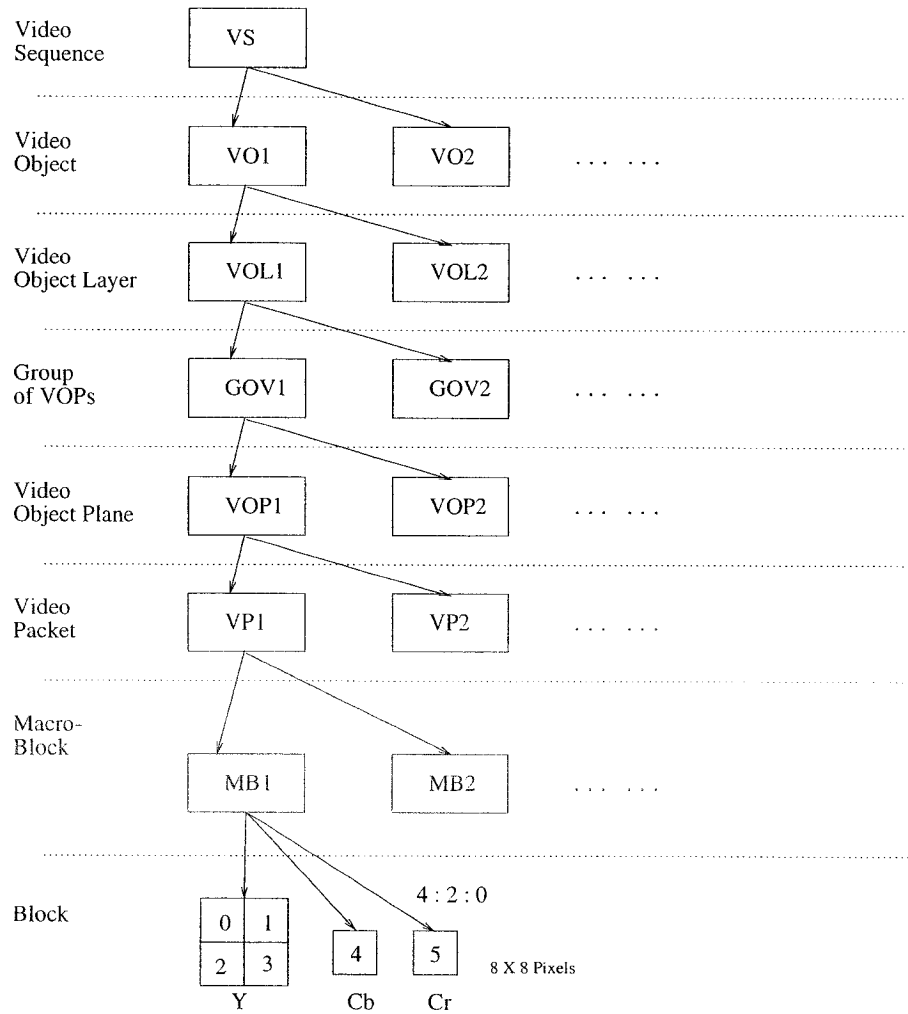 Video
Sequence
VS
Video
Object
VO1
VO2
... ...
Video
Object Layer
VOL1
VOL2
... ...
Group
of VOPs
GOV1
GOV2
... ...
Video
Object Plane
VOP1
VOP2
... ...
Video
Packet
VP1
VP2
... ...
Macro-
Block
MB1
MB2
... ...
Block
4 : 2 : 0
0 1
2 3
4
5
8 X 8 Pixels
Y
Cb
Cr